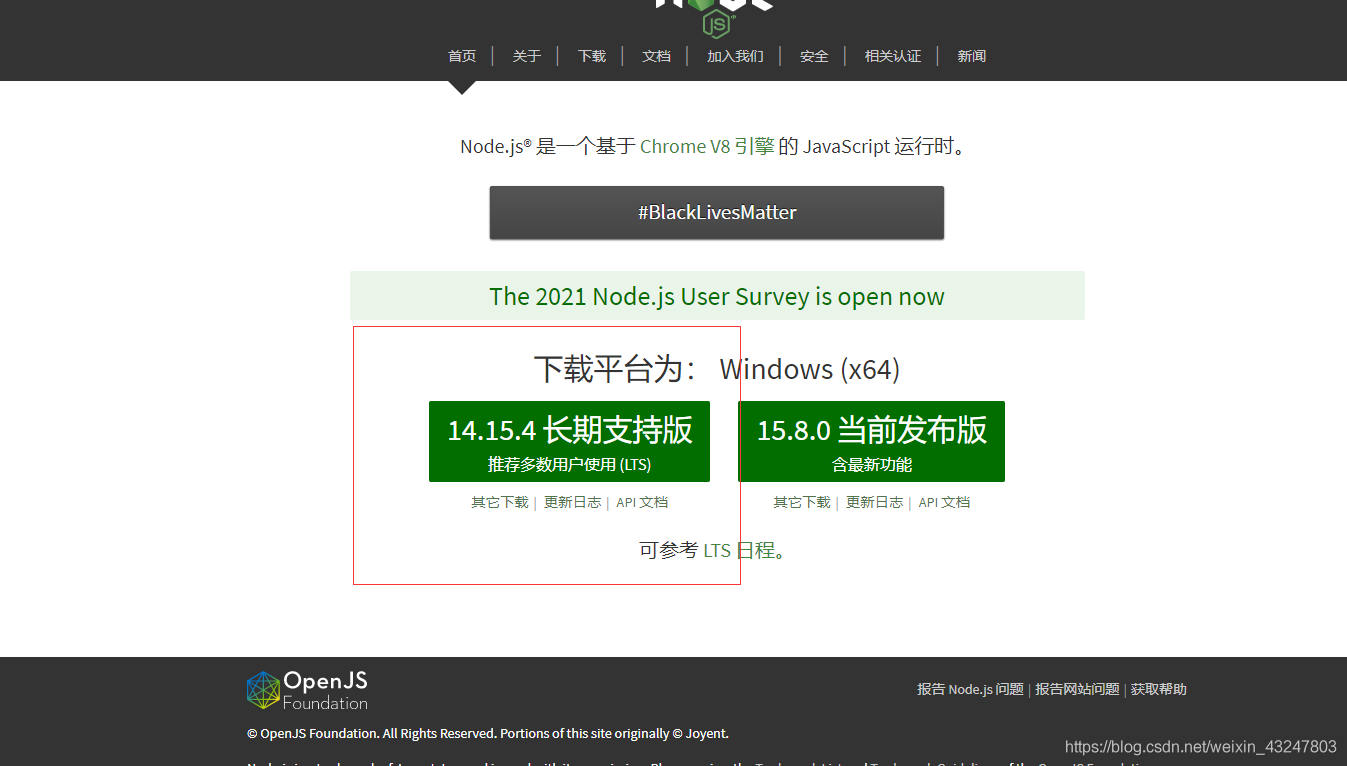 JS
首页 | 关于 | 下载 | 文档 | 加入我们 | 安全 | 相关认证 | 新闻
Node.js® 是一个基于 Chrome V8 引擎 的 JavaScript 运行时。
#BlackLivesMatter
The 2021 Node.js User Survey is open now
下载平台为： Windows (x64)
14.15.4 长期支持版
推荐多数用户使用 (LTS)
其它下载 | 更新日志 | API 文档
15.8.0 当前发布版
含最新功能
其它下载 | 更新日志 | API 文档
可参考 LTS 日程。
OpenJS
Foundation
报告 Node.js 问题 | 报告网站问题 | 获取帮助
© OpenJS Foundation. All Rights Reserved. Portions of this site originally © Joyent.
https://blog.csdn.net/weixin_43247803